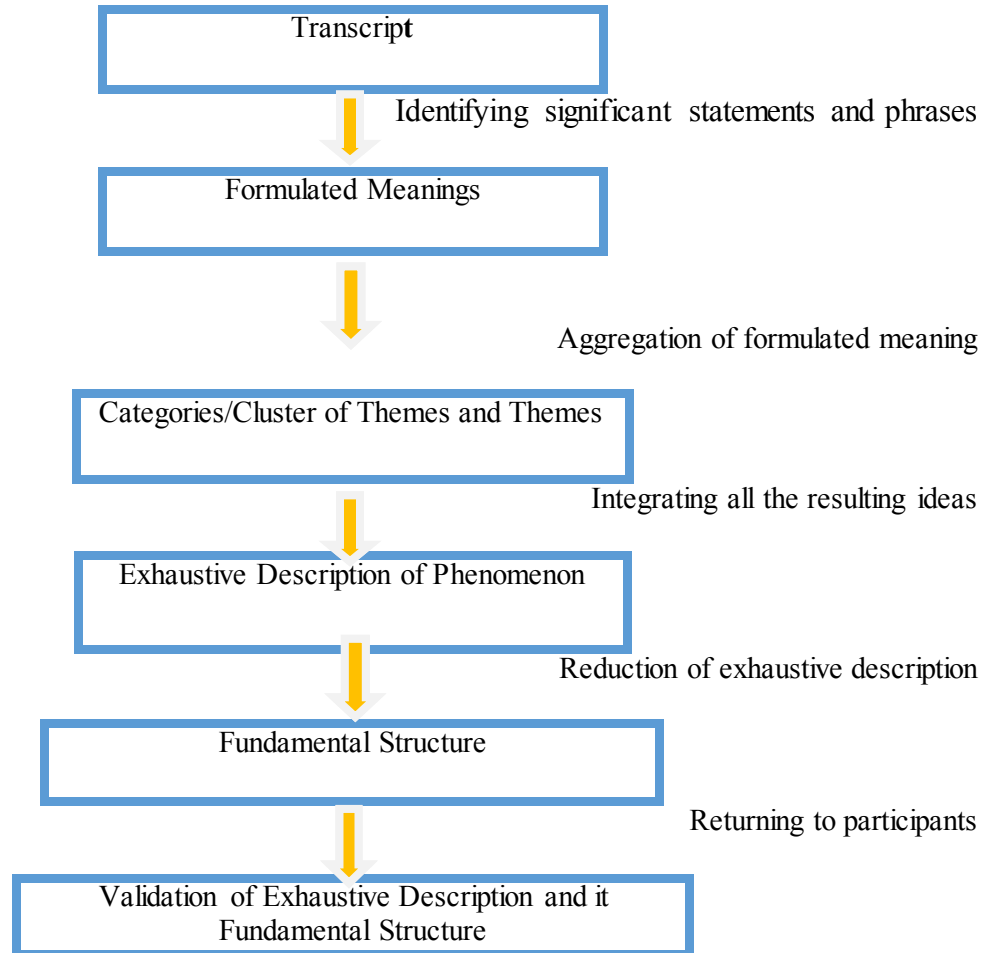 Transcript
Identifying significant statements and phrases
Formulated Meanings
Aggregation of formulated meaning
Categories/Cluster of Themes and Themes
Integrating all the resulting ideas
Exhaustive Description of Phenomenon
Reduction of exhaustive description
Fundamental Structure
Returning to participants
Validation of Exhaustive Description and it
Fundamental Structure